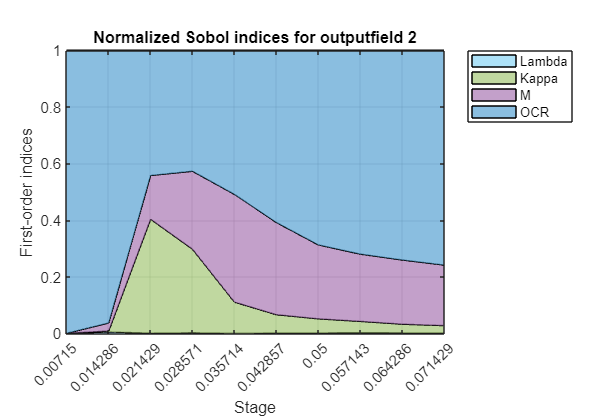 Normalized Sobol indices for outputfield 2
First-order indices
1
0.8
0.6
0.4
0.2
0
0.00715
0.014286
0.021429
0.028571
0.035714
0.042857
0.05
0.057143
0.064286
0.071429
Stage
Lambda
Kappa
M
OCR